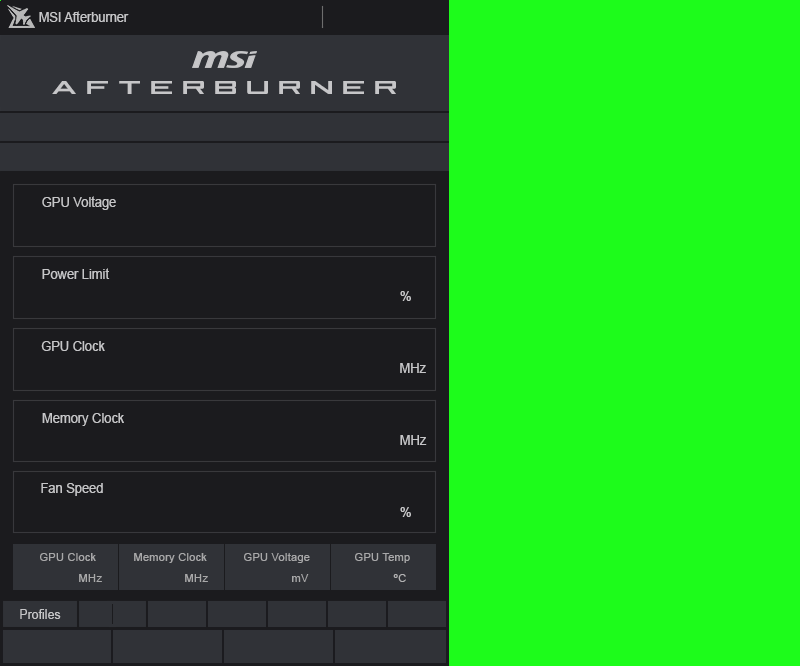 MSI Afterburner
msi
AFTERBURNER
GPU Voltage
Power Limit
%
GPU Clock
MHz
Memory Clock
MHz
Fan Speed
%
GPU Clock Memory Clock GPU Voltage GPU Temp
MHz MHz mV °C
Profiles